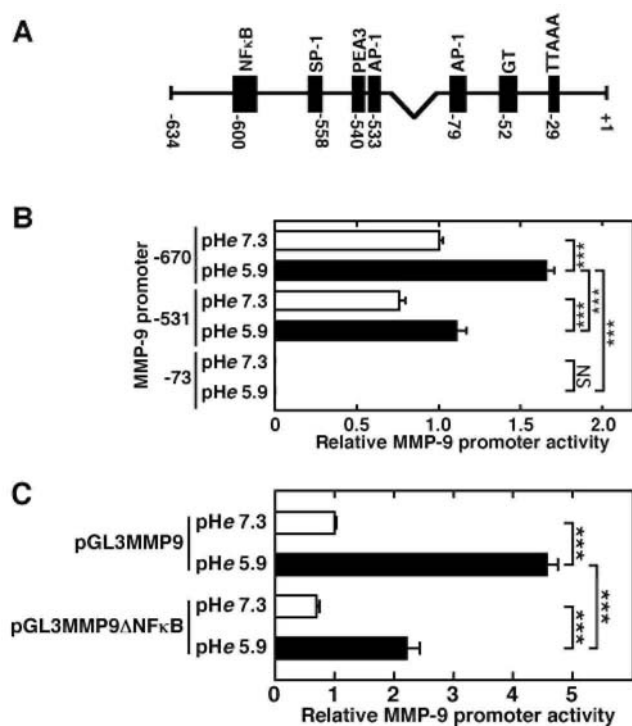 A
NFκB
SP-1
PEA3
AP-1
AP-1
GT
TTAAA
-634
-600
-558
-540
-533
-79
-52
-29
+1
B
MMP-9 promoter
-670
pHe 7.3
pHe 5.9
-531
pHe 7.3
pHe 5.9
-73
pHe 7.3
pHe 5.9
***
***
***
***
NS
0 0.5 1.0 1.5 2.0
Relative MMP-9 promoter activity
C
pGL3MMP9
pHe 7.3
pHe 5.9
pGL3MMP9ΔNFκB
pHe 7.3
pHe 5.9
***
***
***
0 1 2 3 4 5
Relative MMP-9 promoter activity